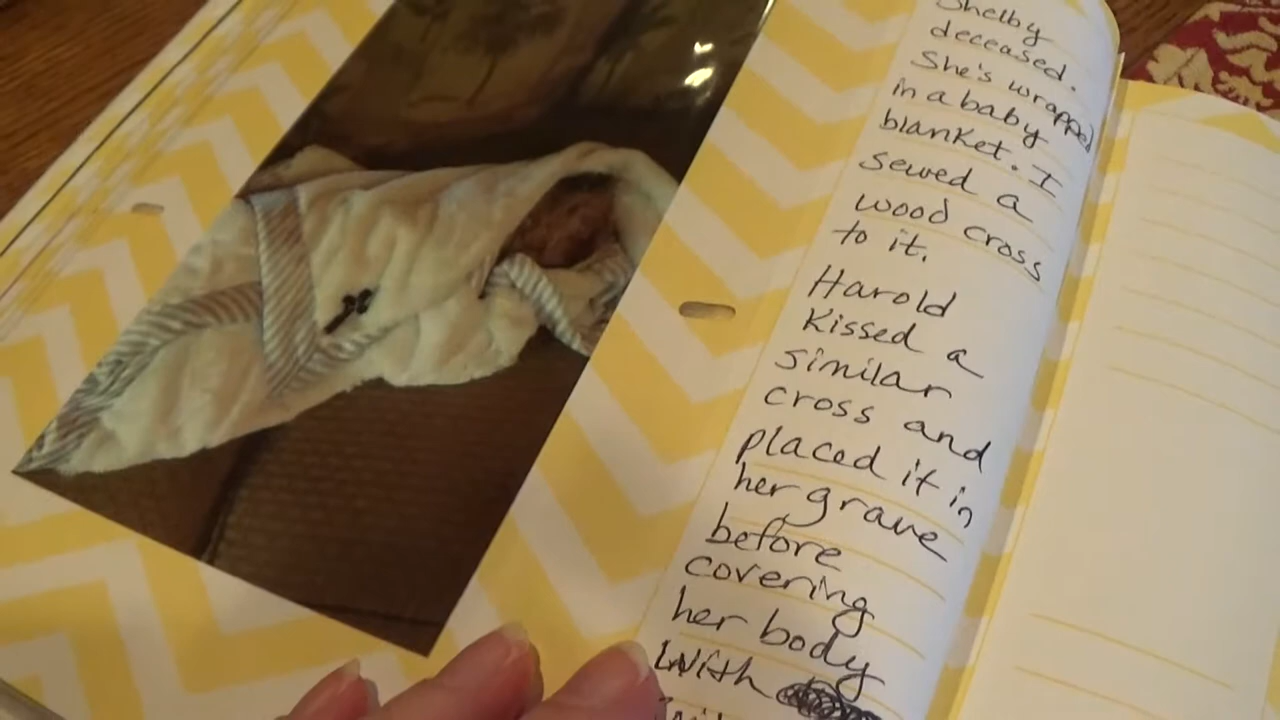 Shelby
deceased.
She's wrapped
in a baby
blanket. I
sewed a
wood cross
to it.
Harold
kissed a
similar
cross and
placed it in
her grave
before
covering
her body
with